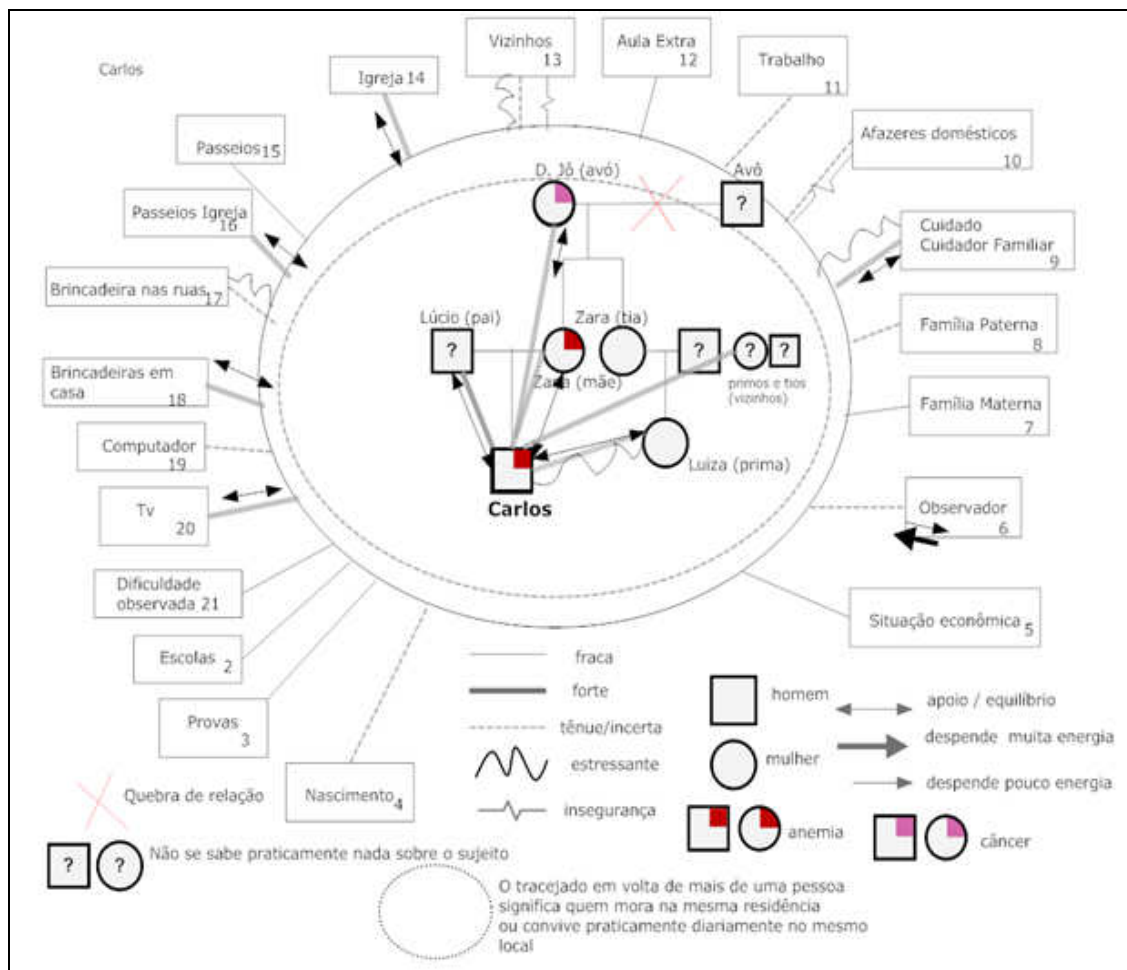 Carlos
Igreja 14
Vizinhos
13
Aula Extra
12
Trabalho
11
Afazeres domésticos
10
Passeios 15
Passeios Igreja
16
Brincadeira nas ruas
17
Brincadeiras em
casa
18
Computador
19
Tv
20
Dificuldade
observada 21
Escolas
2
Provas
3
Nascimento 4
D. Jô (avó)
Avô
?
Lúcio (pai)
?
Zara (tia)
Zana (mãe)
?
?
?
primos e tios
(vizinhos)
Luiza (prima)
Carlos
Cuidado
Cuidador Familiar
9
Família Paterna
8
Família Materna
7
Observador
6
Situação econômica
5
fraca
forte
tênue/incerta
estressante
insegurança
homem
mulher
anemia
apoio / equilíbrio
despende muita energia
despende pouco energia
câncer
Quebra de relação
? ?
Não se sabe praticamente nada sobre o sujeito
O tracejado em volta de mais de uma pessoa
significa quem mora na mesma residência
ou convive praticamente diariamente no mesmo
local